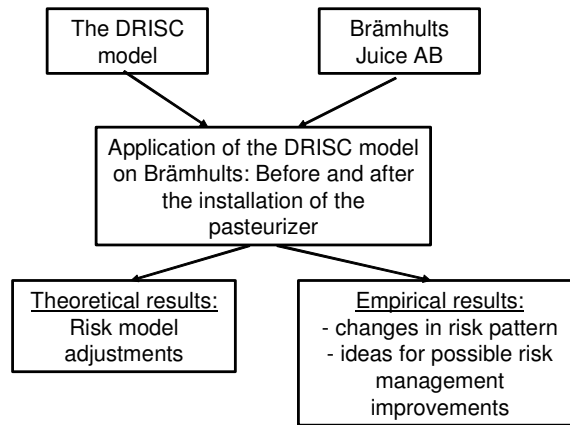 The DRISC
model
Brämhults
Juice AB
Application of the DRISC model
on Brämhults: Before and after
the installation of the
pasteurizer
Theoretical results:
Risk model
adjustments
Empirical results:
- changes in risk pattern
- ideas for possible risk
management
improvements